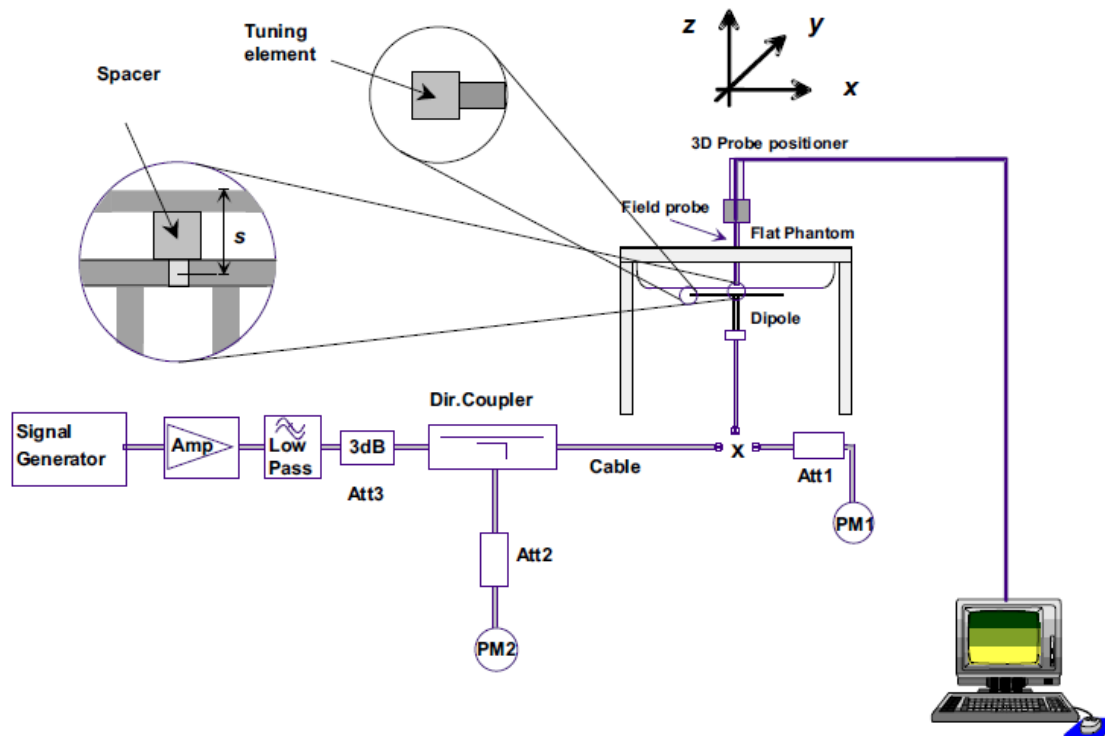 Tuning
element
Spacer
z
y
x
3D Probe positioner
Field probe
Flat Phantom
s
Dipole
Dir.Coupler
Signal
Generator
Amp
Low
Pass
3dB
Att3
Cable
X
Att1
PM1
Att2
PM2